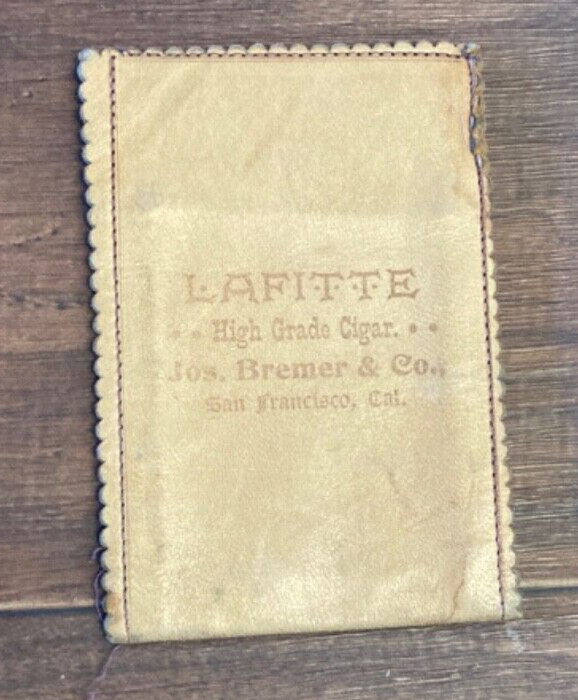 LAFITTE
• • High Grade Cigar. • •
Jos. Bremer & Co.,
San Francisco, Cal.